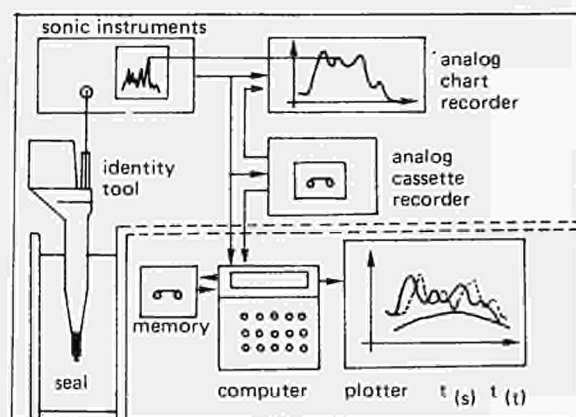 sonic instruments
analog
chart
recorder
identity
tool
analog
cassette
recorder
memory
seal
computer
plotter
t (s) t (t)